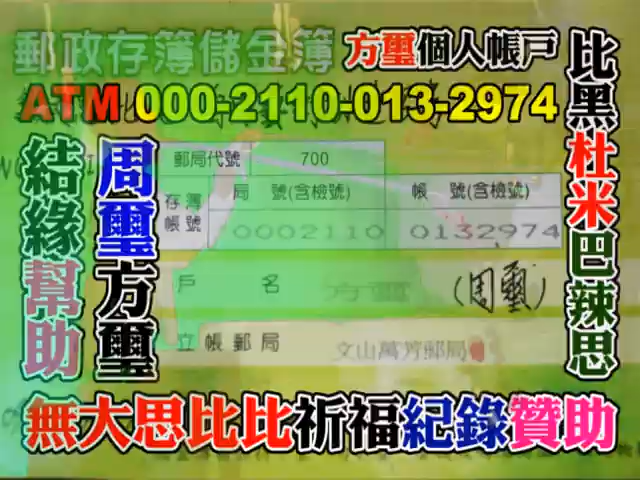 郵政存簿儲金簿 方璽個人帳戶
ATM 000-2110-013-2974
比黑杜米巴辣思
結緣幫助
周璽方璽
郵局代號 700
存簿帳號 局 號(含檢號) 帳 號(含檢號)
0002110 0132974
戶 名 方璽 (周璽)
立帳郵局 文山萬芳郵局
無大思比比祈福紀錄贊助